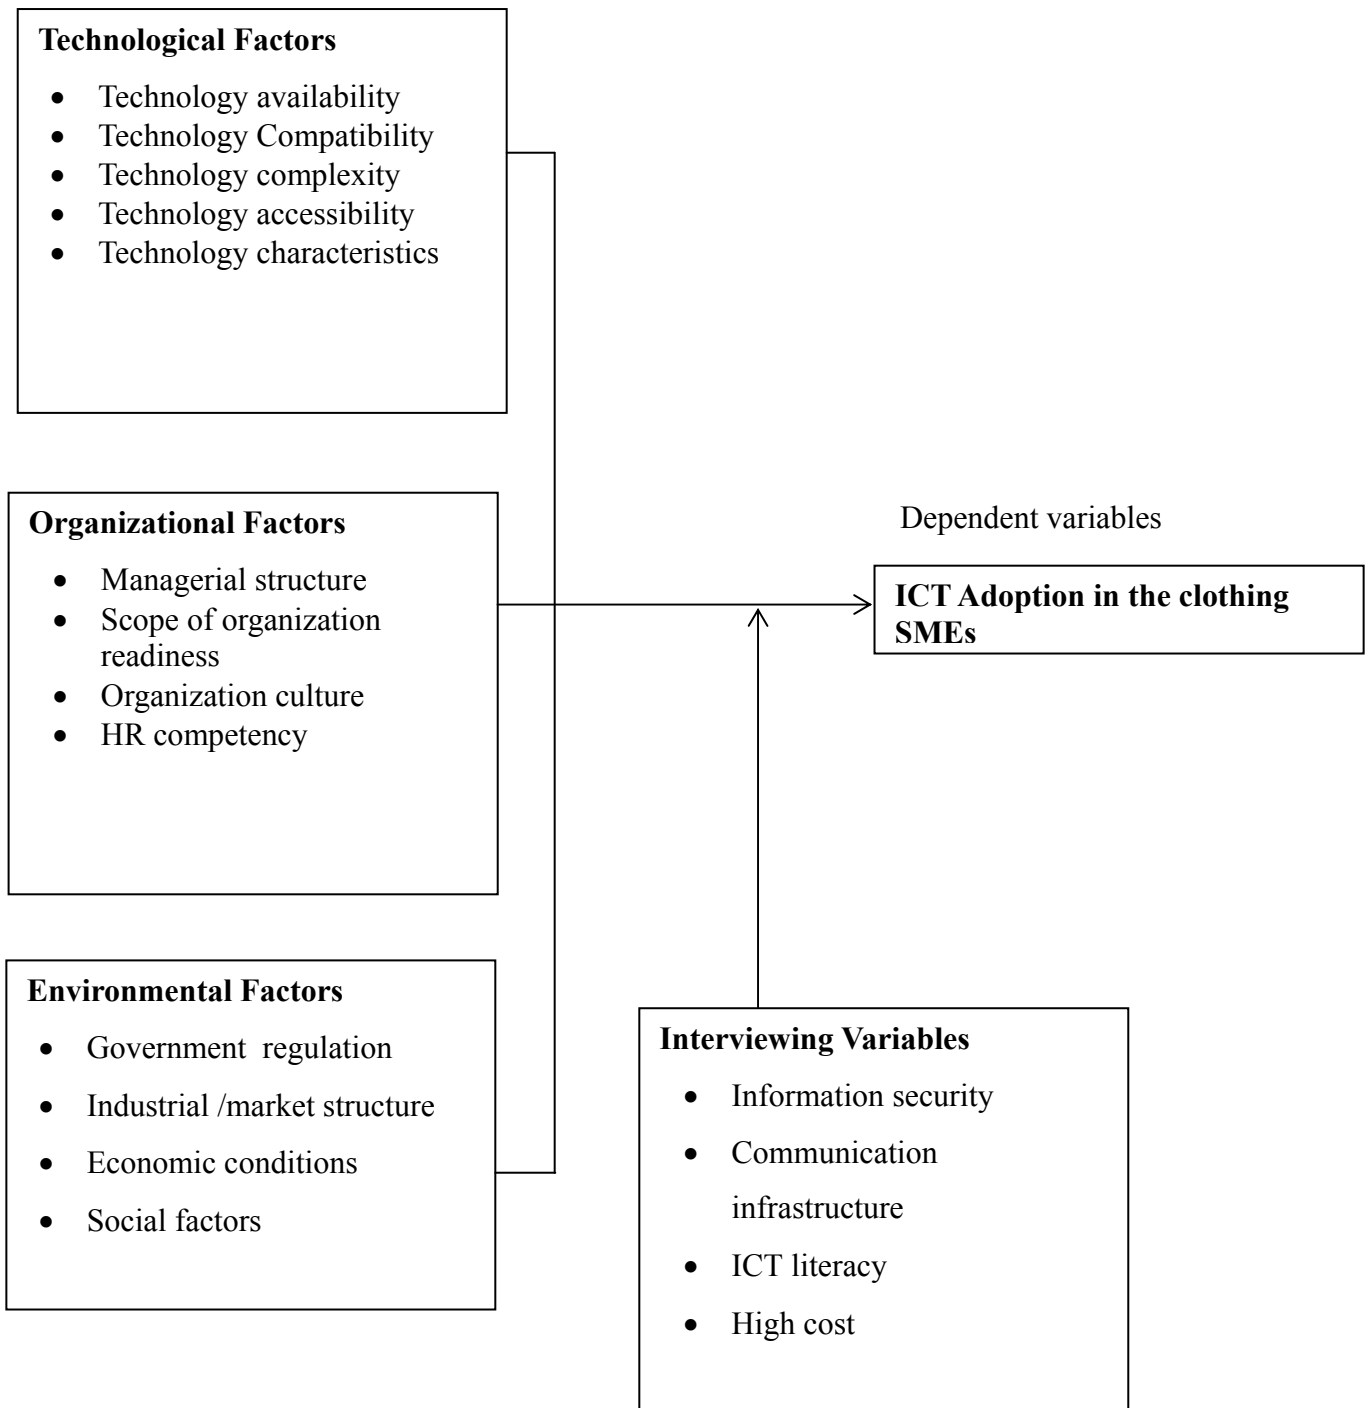 Technological Factors
• Technology availability
• Technology Compatibility
• Technology complexity
• Technology accessibility
• Technology characteristics
Organizational Factors
• Managerial structure
• Scope of organization
readiness
• Organization culture
• HR competency
Dependent variables
ICT Adoption in the clothing
SMEs
Environmental Factors
• Government  regulation
• Industrial /market structure
• Economic conditions
• Social factors
Interviewing Variables
• Information security
• Communication
infrastructure
• ICT literacy
• High cost